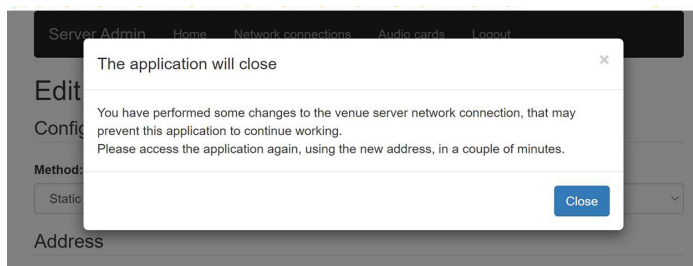 Server Admin Home Network connections Audio cards Logout
The application will close ×
Edit
You have performed some changes to the venue server network connection, that may
prevent this application to continue working.
Please access the application again, using the new address, in a couple of minutes.
Method:
Static
Close
Address